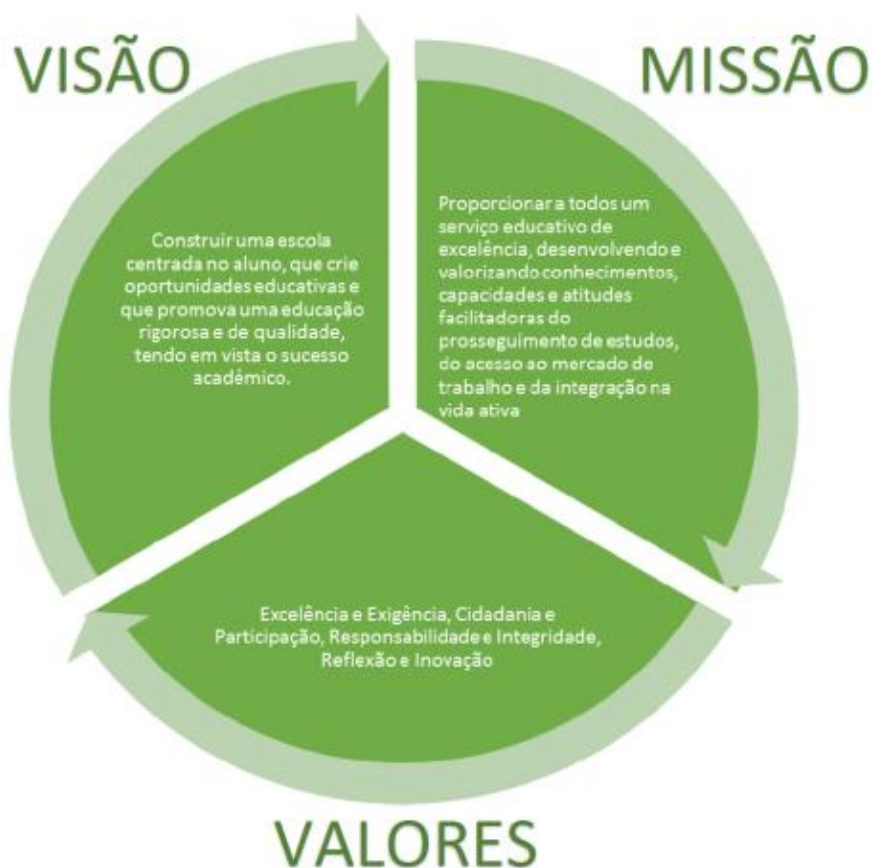 VISÃO
Construir uma escola
centrada no aluno, que crie
oportunidades educativas e
que promova uma educação
rigorosa e de qualidade,
tendo em vista o sucesso
académico.
MISSÃO
Proporcionar a todos um
serviço educativo de
excelência, desenvolvendo e
valorizando conhecimentos,
capacidades e atitudes
facilitadoras do
prosseguimento de estudos,
do acesso ao mercado de
trabalho e da integração na
vida ativa
Excelência e Exigência, Cidadania e
Participação, Responsabilidade e Integridade,
Reflexão e Inovação
VALORES